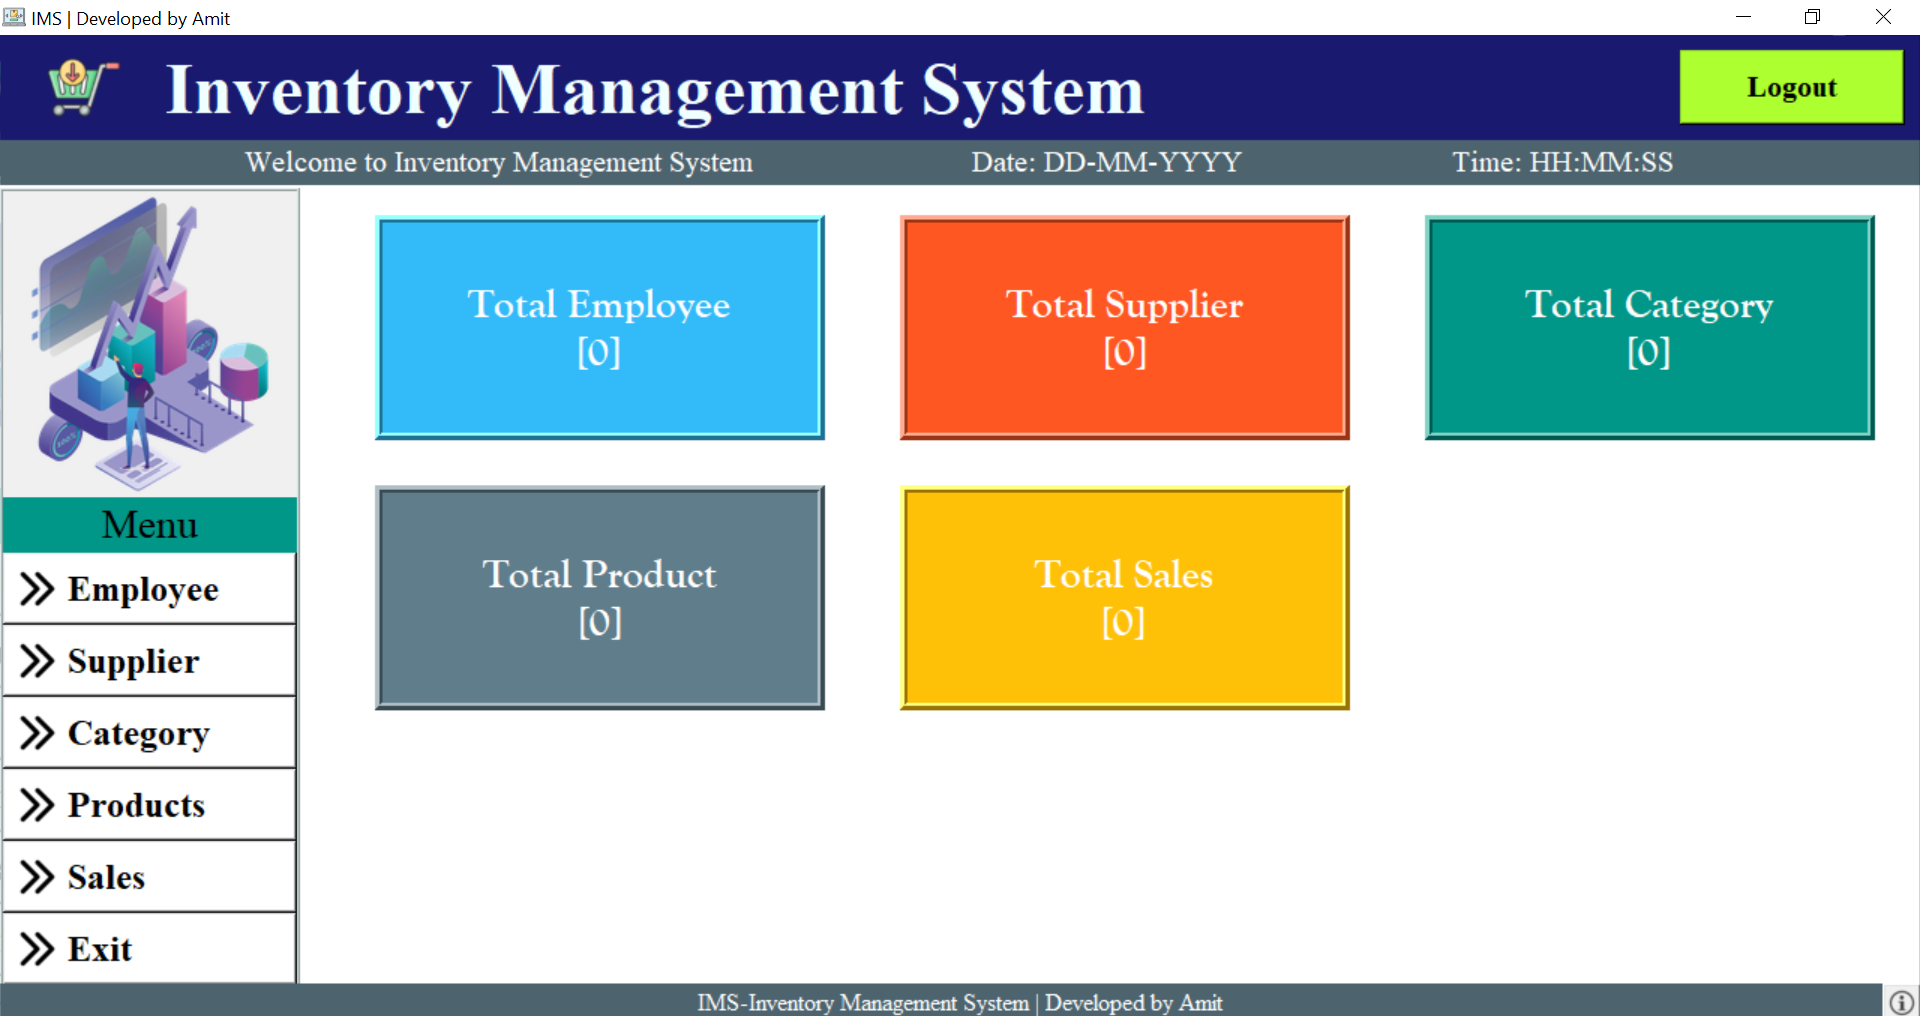 IMS | Developed by Amit
Inventory Management System
Logout
Welcome to Inventory Management System
Date: DD-MM-YYYY
Time: HH:MM:SS
Total Employee
[0]
Total Supplier
[0]
Total Category
[0]
Total Product
[0]
Total Sales
[0]
Menu
Employee
Supplier
Category
Products
Sales
Exit
IMS-Inventory Management System | Developed by Amit